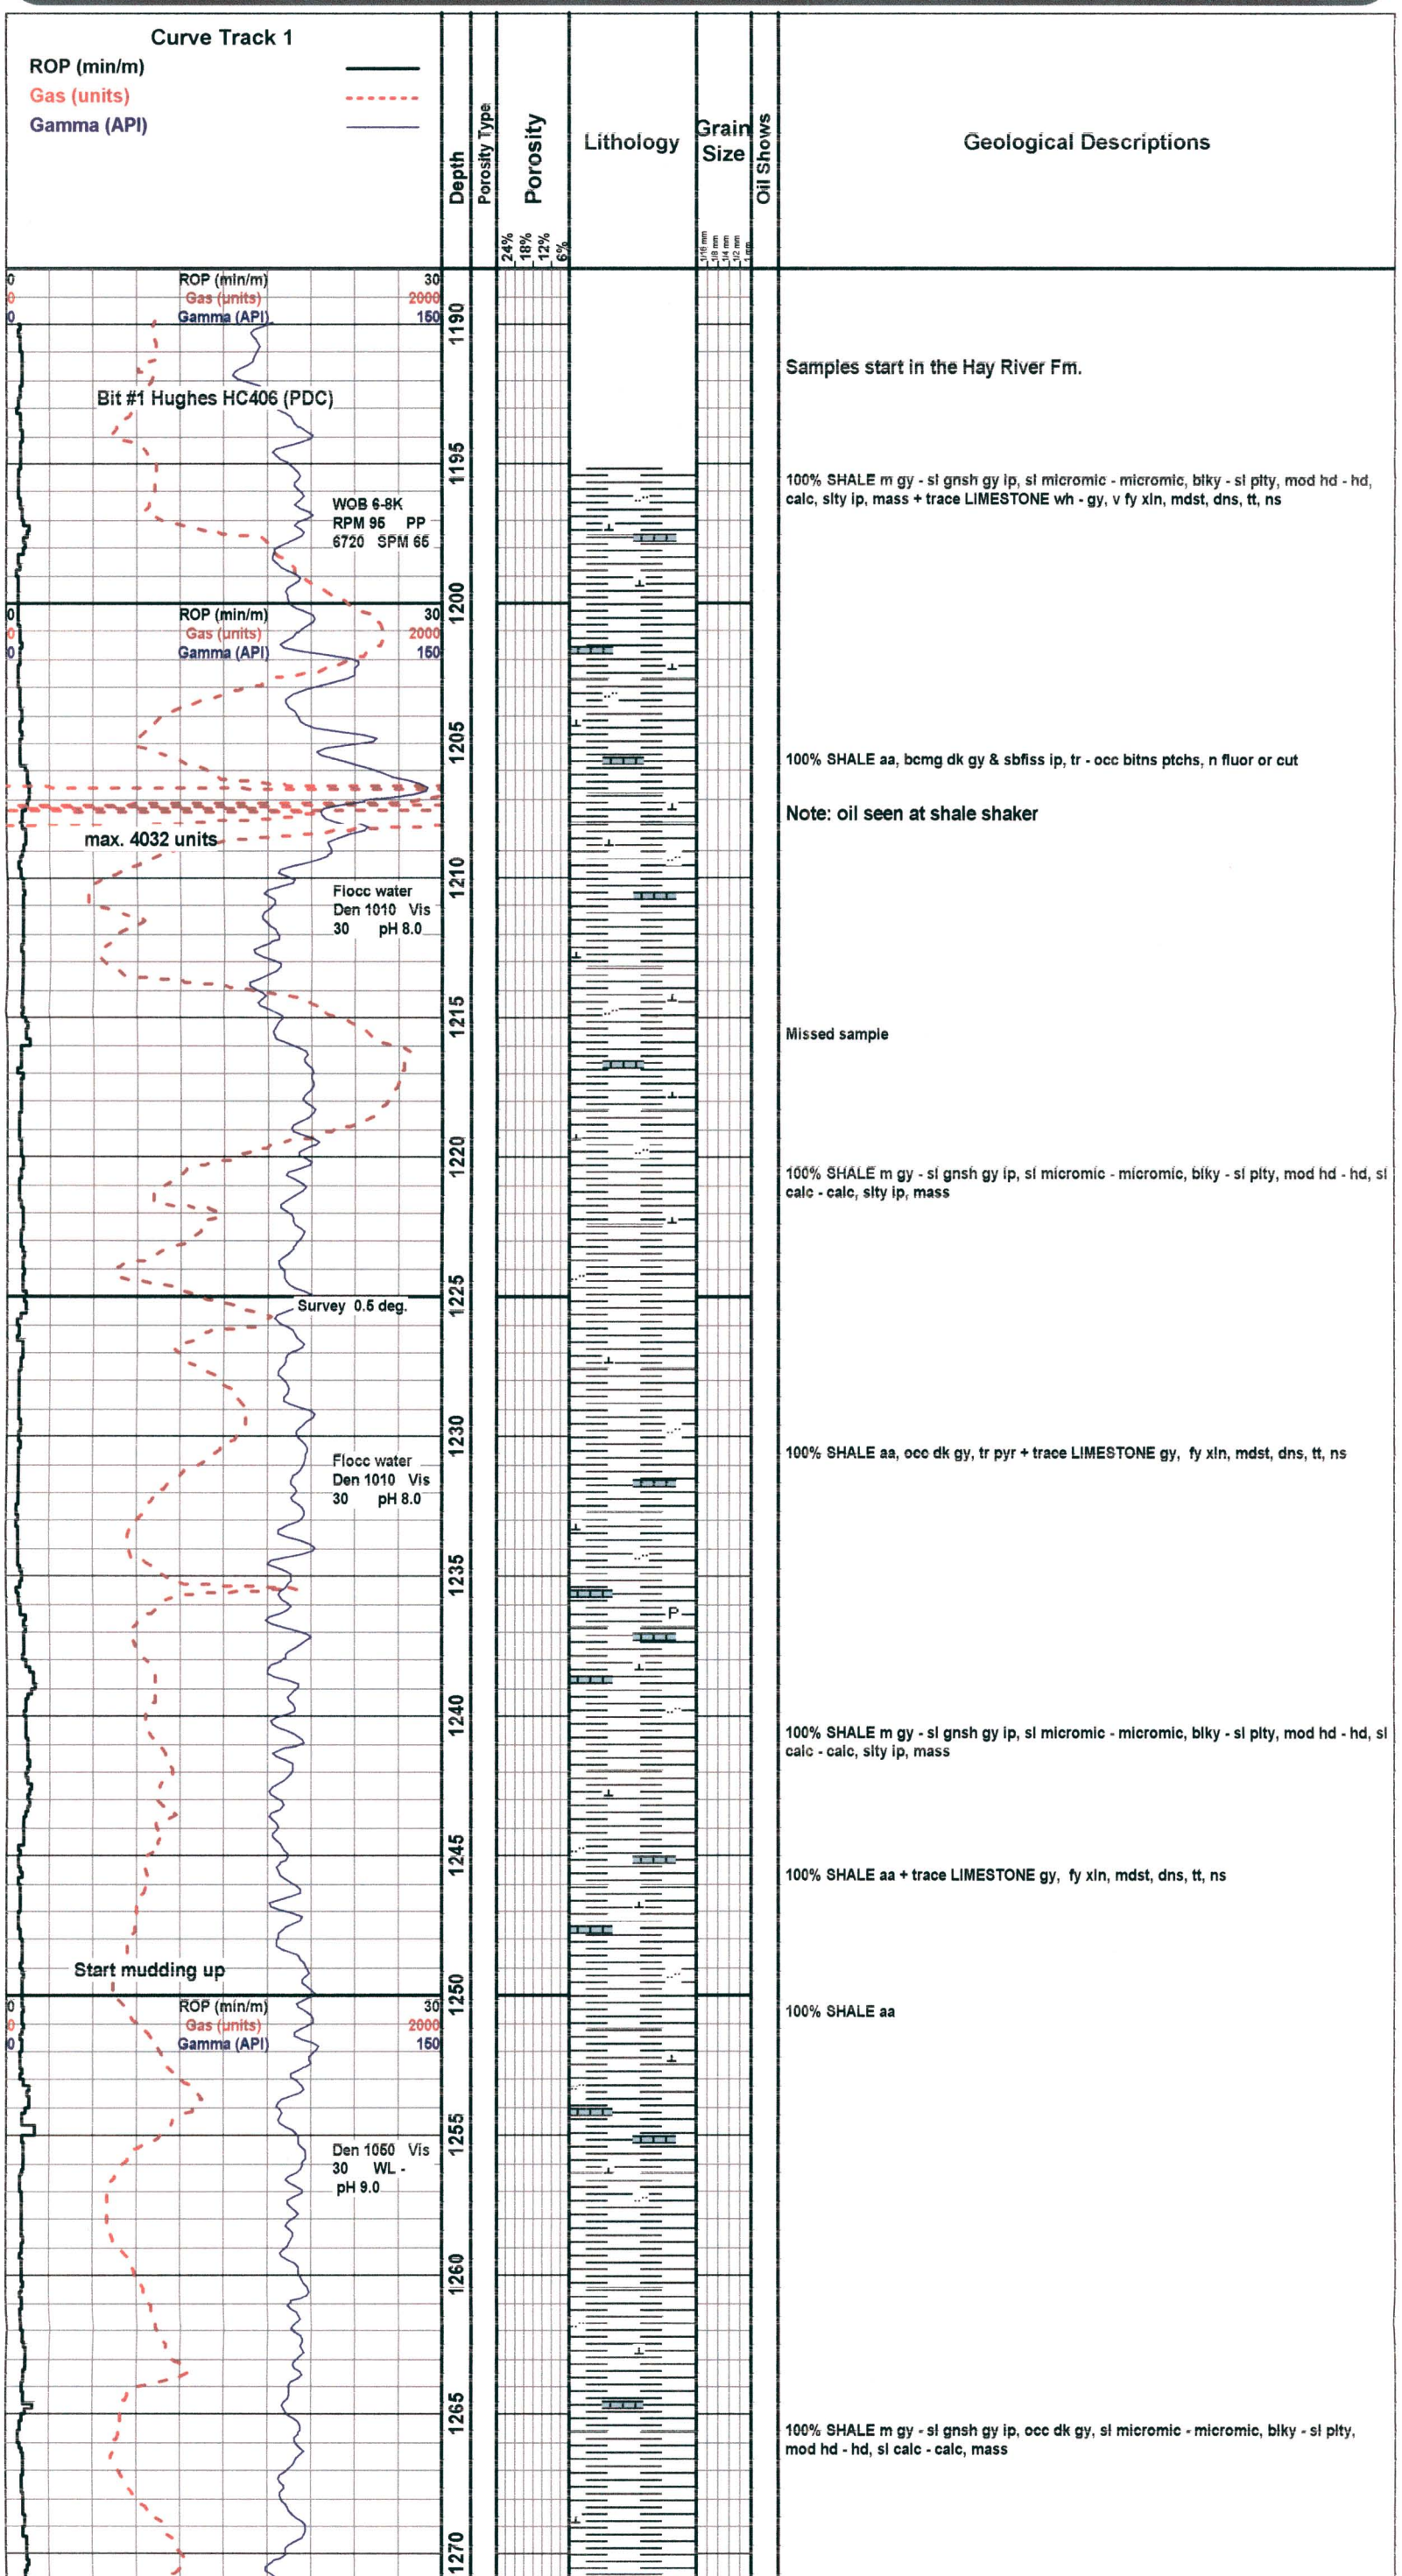 Curve Track 1
ROP (min/m)
Gas (units)
Gamma (API)
Depth
Porosity Type
Porosity
24%
18%
12%
6%
Lithology
Grain
Size
1/16 mm
1/8 mm
1/4 mm
1/2 mm
1 mm
Oil Shows
Geological Descriptions
0 ROP (min/m) 30
0 Gas (units) 2000
0 Gamma (API) 150
1190
Samples start in the Hay River Fm.
Bit #1 Hughes HC406 (PDC)
1195
100% SHALE m gy - sl gnsh gy ip, sl micromic - micromic, blky - sl plty, mod hd - hd,
calc, slty ip, mass + trace LIMESTONE wh - gy, v fy xln, mdst, dns, tt, ns
WOB 6-8K
RPM 95 PP
6720 SPM 65
1200
0 ROP (min/m) 30
0 Gas (units) 2000
0 Gamma (API) 150
1205
100% SHALE aa, bcmg dk gy & sbfiss ip, tr - occ bitns ptchs, n fluor or cut
Note: oil seen at shale shaker
max. 4032 units
1210
Flocc water
Den 1010 Vis
30 pH 8.0
1215
Missed sample
1220
100% SHALE m gy - sl gnsh gy ip, sl micromic - micromic, blky - sl plty, mod hd - hd, sl
calc - calc, slty ip, mass
1225
Survey 0.5 deg.
1230
100% SHALE aa, occ dk gy, tr pyr + trace LIMESTONE gy, fy xln, mdst, dns, tt, ns
Flocc water
Den 1010 Vis
30 pH 8.0
1235
P
1240
100% SHALE m gy - sl gnsh gy ip, sl micromic - micromic, blky - sl plty, mod hd - hd, sl
calc - calc, slty ip, mass
1245
100% SHALE aa + trace LIMESTONE gy, fy xln, mdst, dns, tt, ns
Start mudding up
1250
0 ROP (min/m) 30
0 Gas (units) 2000
0 Gamma (API) 150
100% SHALE aa
1255
Den 1050 Vis
30 WL -
pH 9.0
1260
1265
100% SHALE m gy - sl gnsh gy ip, occ dk gy, sl micromic - micromic, blky - sl plty,
mod hd - hd, sl calc - calc, mass
1270